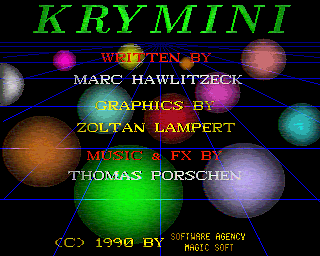 KRYMINI
WRITTEN BY
MARC HAWLITZECK
GRAPHICS BY
ZOLTAN LAMPERT
MUSIC & FX BY
THOMAS PORSCHEN
(C) 1990 BY SOFTWARE AGENCY
MAGIC SOFT